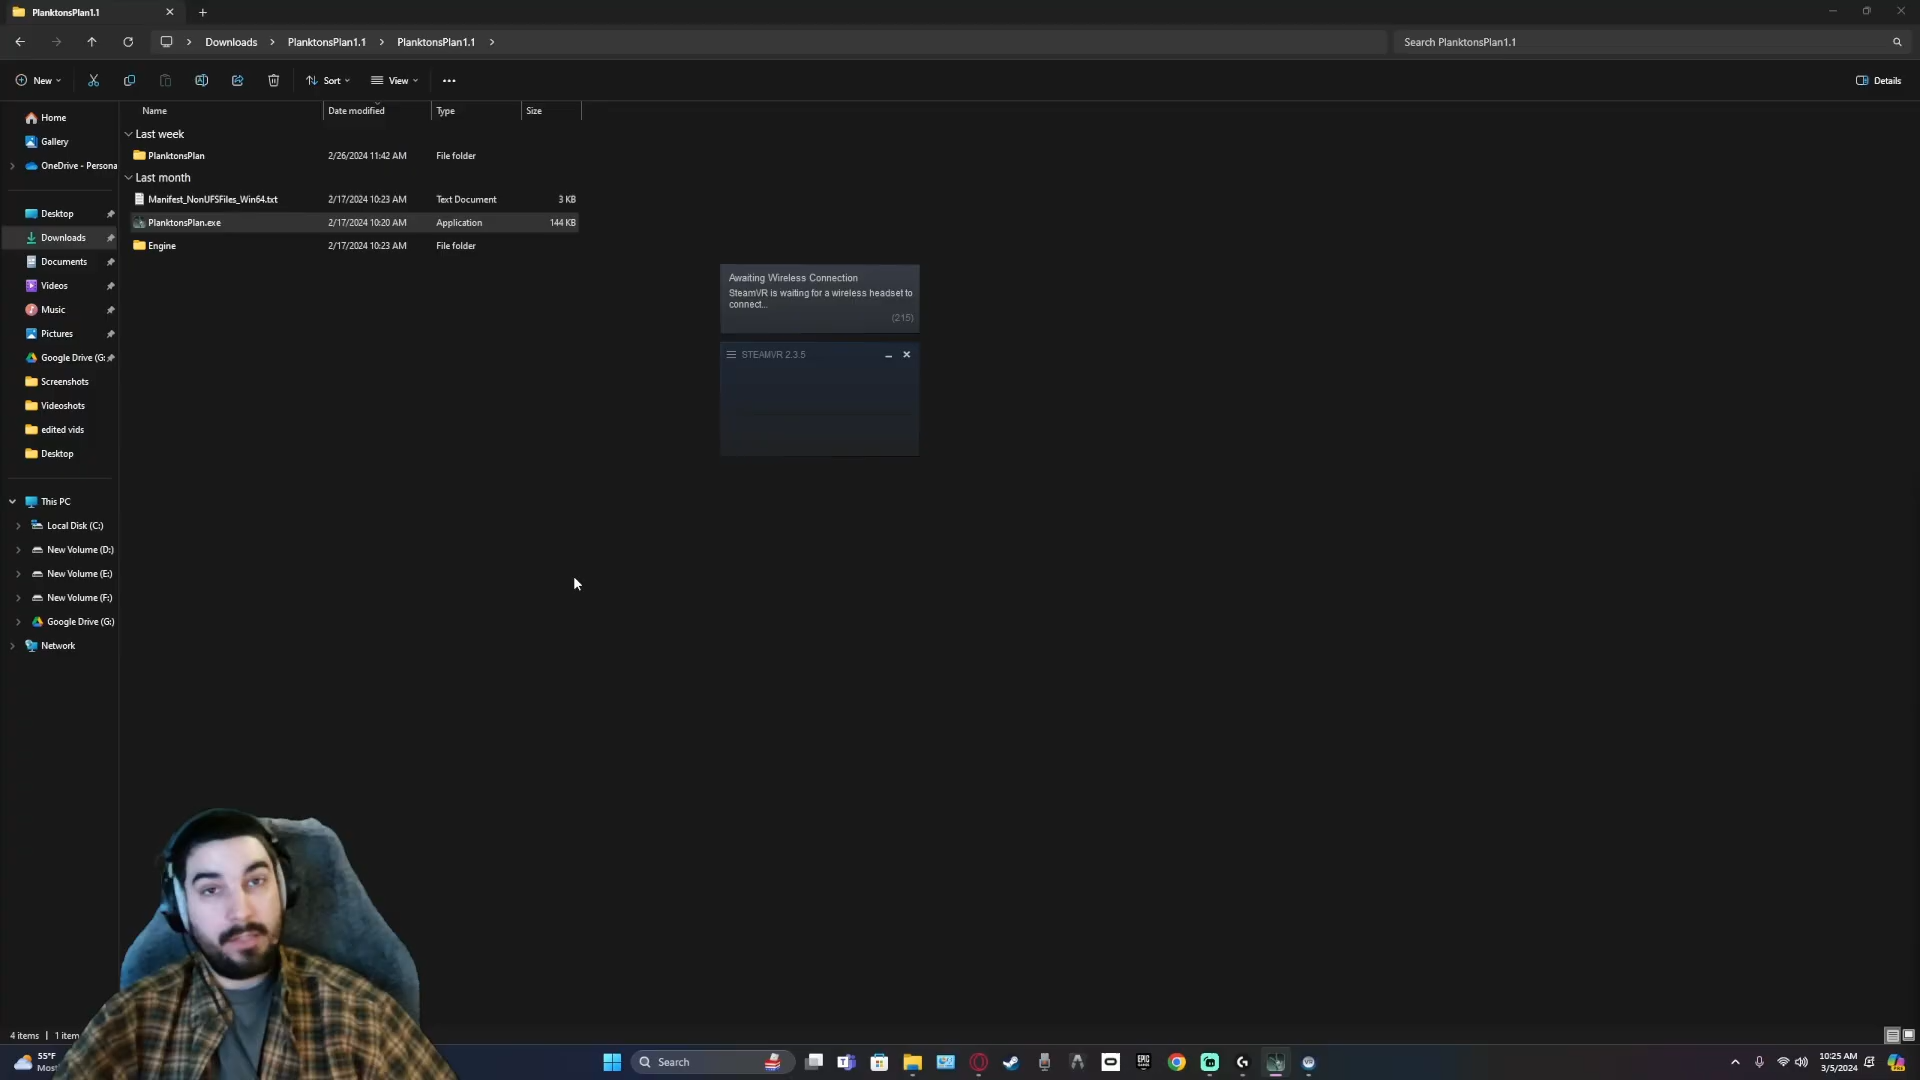 PlanktonsPlan1.1
Downloads > PlanktonsPlan1.1 > PlanktonsPlan1.1 >
Search PlanktonsPlan1.1
New
Sort
View
Details
Name Date modified Type Size
Home
Gallery
OneDrive - Persona
Desktop
Downloads
Documents
Videos
Music
Pictures
Google Drive (G:
Screenshots
Videoshots
edited vids
Desktop
This PC
Local Disk (C:)
New Volume (D:)
New Volume (E:)
New Volume (F:)
Google Drive (G:)
Network
Last week
PlanktonsPlan 2/26/2024 11:42 AM File folder
Last month
Manifest_NonUFSFiles_Win64.txt 2/17/2024 10:23 AM Text Document 3 KB
PlanktonsPlan.exe 2/17/2024 10:20 AM Application 144 KB
Engine 2/17/2024 10:23 AM File folder
Awaiting Wireless Connection
SteamVR is waiting for a wireless headset to
connect...
(215)
STEAMVR 2.3.5
4 items | 1 item
55°F
Most
Search
EPIC
10:25 AM
3/5/2024